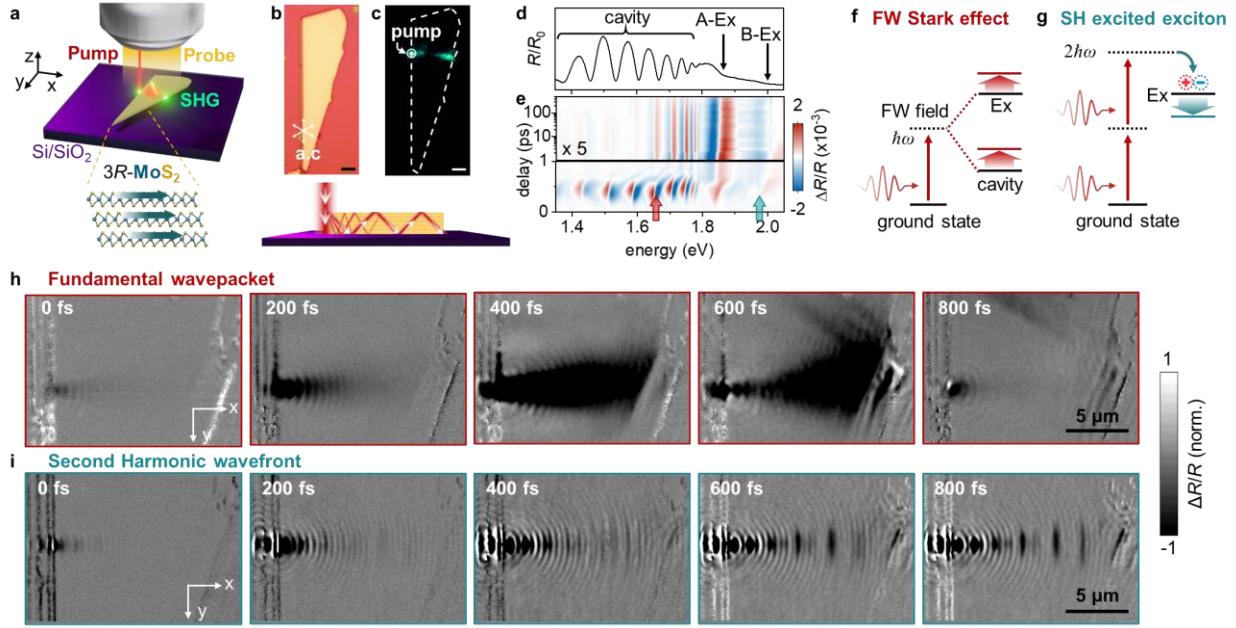 a
Pump
Probe
z
y
x
SHG
Si/SiO2
3R-MoS2
b
a.c
c
pump
d
R/R0
cavity
A-Ex
B-Ex
e
delay (ps)
100
10
1
0
x 5
2
-2
ΔR/R (x10⁻³)
1.4 1.6 1.8 2.0
energy (eV)
f FW Stark effect
FW field
ħω
Ex
cavity
ground state
g SH excited exciton
2ħω
+ -
Ex
ground state
h Fundamental wavepacket
0 fs
x
y
200 fs
400 fs
600 fs
800 fs
5 μm
i Second Harmonic wavefront
0 fs
x
y
200 fs
400 fs
600 fs
800 fs
5 μm
1
-1
ΔR/R (norm.)